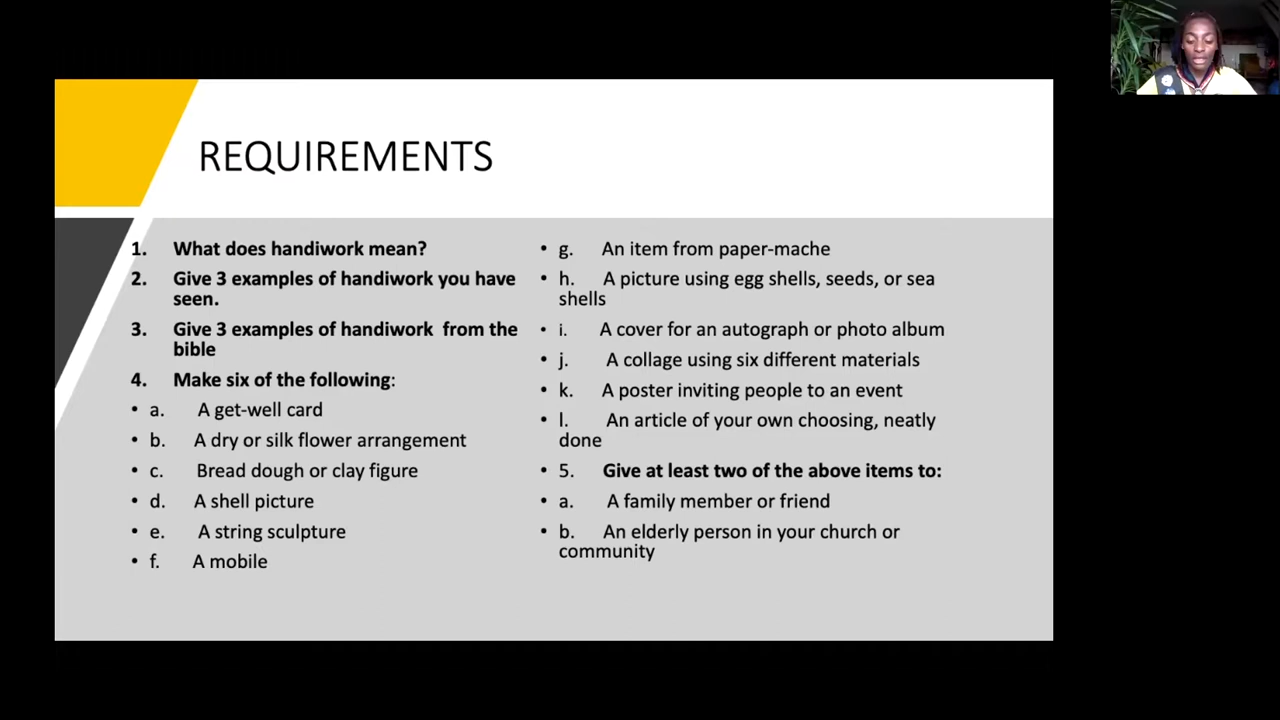 REQUIREMENTS
1. What does handiwork mean?
2. Give 3 examples of handiwork you have
seen.
3. Give 3 examples of handiwork from the
bible
4. Make six of the following:
• a. A get-well card
• b. A dry or silk flower arrangement
• c. Bread dough or clay figure
• d. A shell picture
• e. A string sculpture
• f. A mobile
• g. An item from paper-mache
• h. A picture using egg shells, seeds, or sea
shells
• i. A cover for an autograph or photo album
• j. A collage using six different materials
• k. A poster inviting people to an event
• l. An article of your own choosing, neatly
done
• 5. Give at least two of the above items to:
• a. A family member or friend
• b. An elderly person in your church or
community